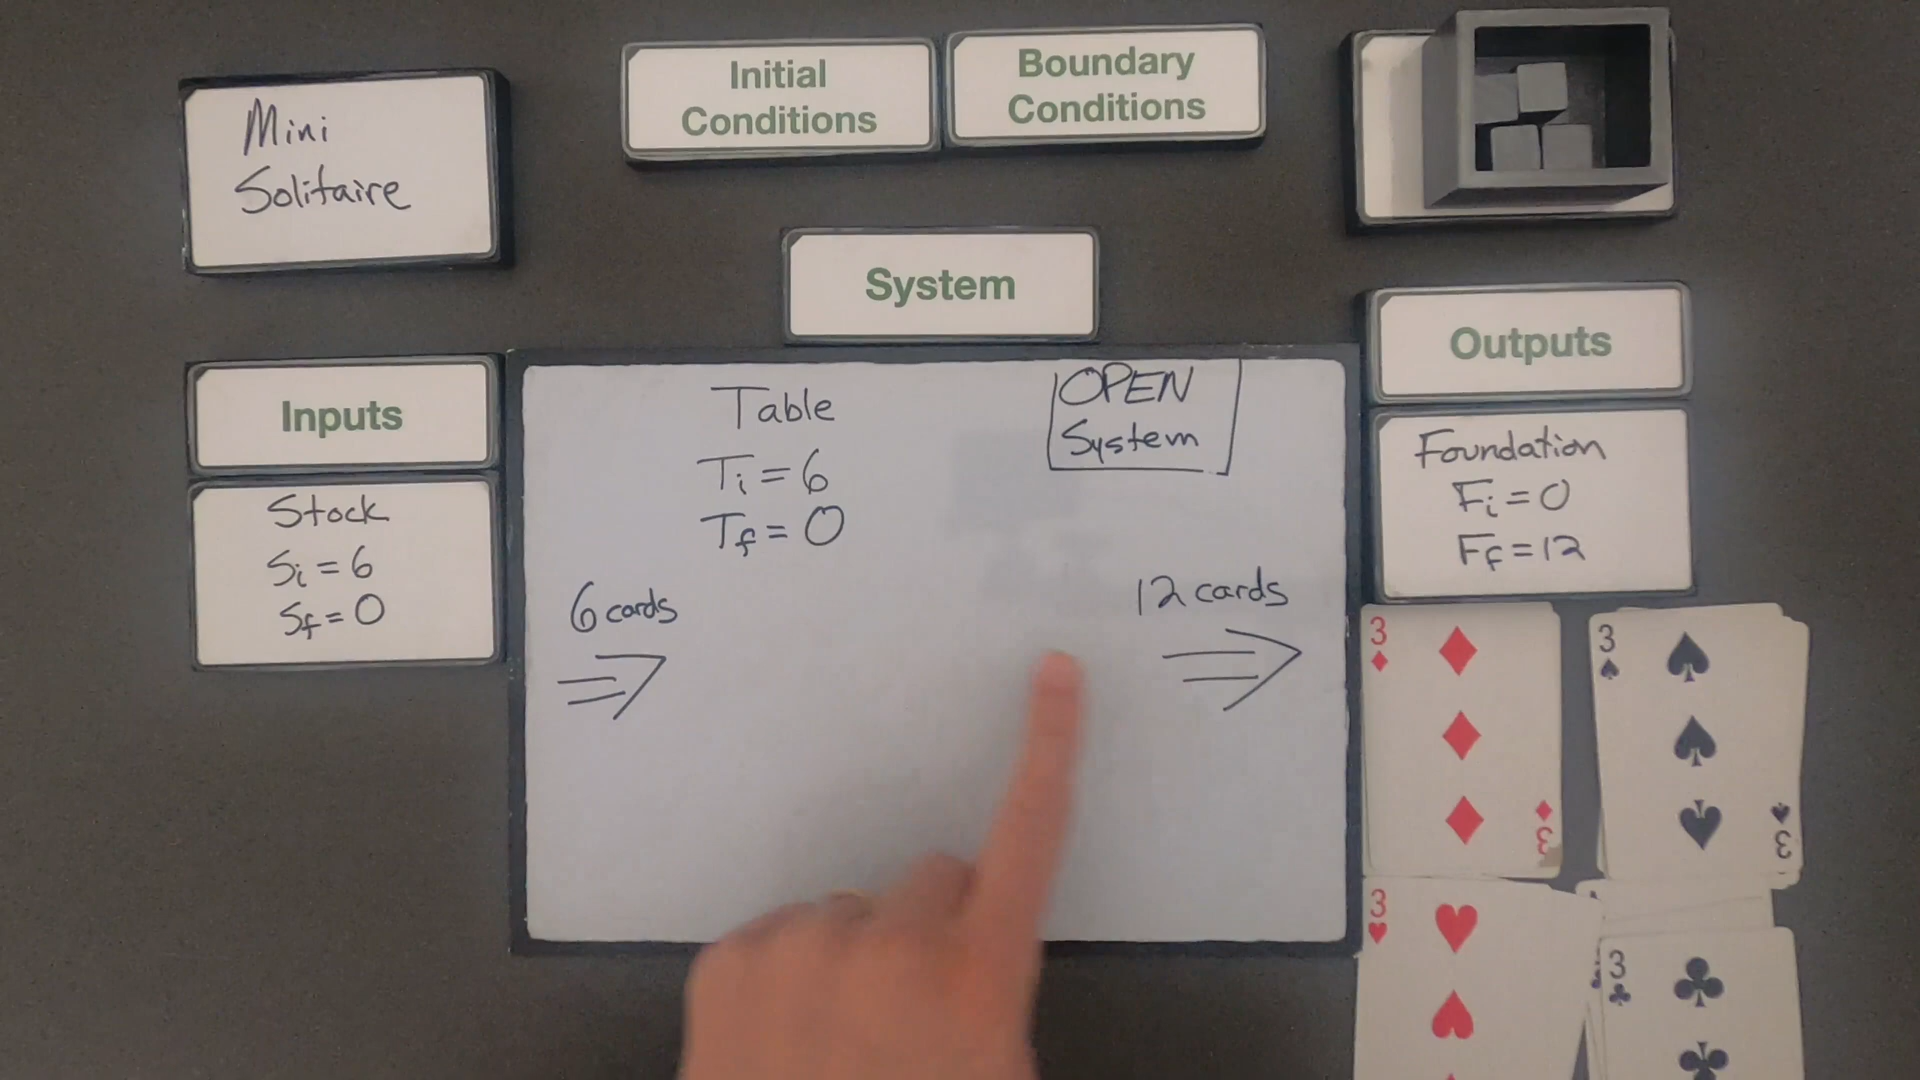 Mini
Solitaire
Initial
Conditions
Boundary
Conditions
System
Inputs
Stock
Si = 6
Sf = 0
Table
Ti = 6
Tf = 0
OPEN
System
6 cards
12 cards
Outputs
Foundation
Fi = 0
Ff = 12
3
3
3
3
3
3